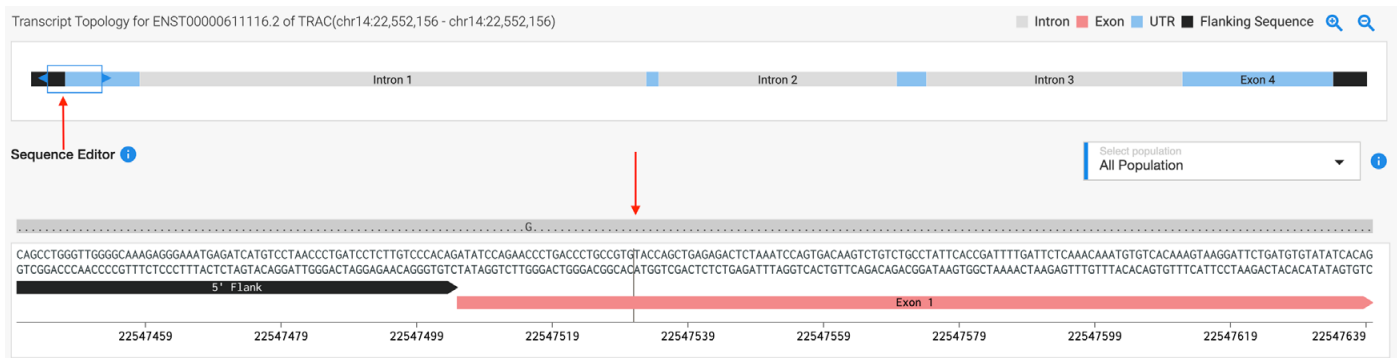 Transcript Topology for ENST00000611116.2 of TRAC(chr14:22,552,156 - chr14:22,552,156)
Intron Exon UTR Flanking Sequence
Intron 1 Intron 2 Intron 3 Exon 4
Sequence Editor i
Select population
All Population
i
G
CAGCCTGGGTTGGGGCAAAGAGGGAAATGAGATCATGTCCTAACCCTGATCCTCTTGTCCCACAGATATCCAGAACCCTGACCCTGCCGTGTACCAGCTGAGAGACTCTAAATCCAGTGACAAGTCTGTCTGCCTATTCACCGATTTTGATTCTCAAACAAATGTGTCACAAAGTAAGGATTCTGATGTGTATATCACAG
GTCGGACCCAACCCCGTTTCTCCCTTTACTCTAGTACAGGATTGGGACTAGGAGAACAGGGTGTCTATAGGTCTTGGGACTGGGACGGCACATGGTCGACTCTCTGAGATTTAGGTCACTGTTCAGACAGACGGATAAGTGGCTAAAACTAAGAGTTTGTTTACACAGTGTTTCATTCCTAAGACTACACATATAGTGTC
5' Flank
Exon 1
22547459 22547479 22547499 22547519 22547539 22547559 22547579 22547599 22547619 22547639